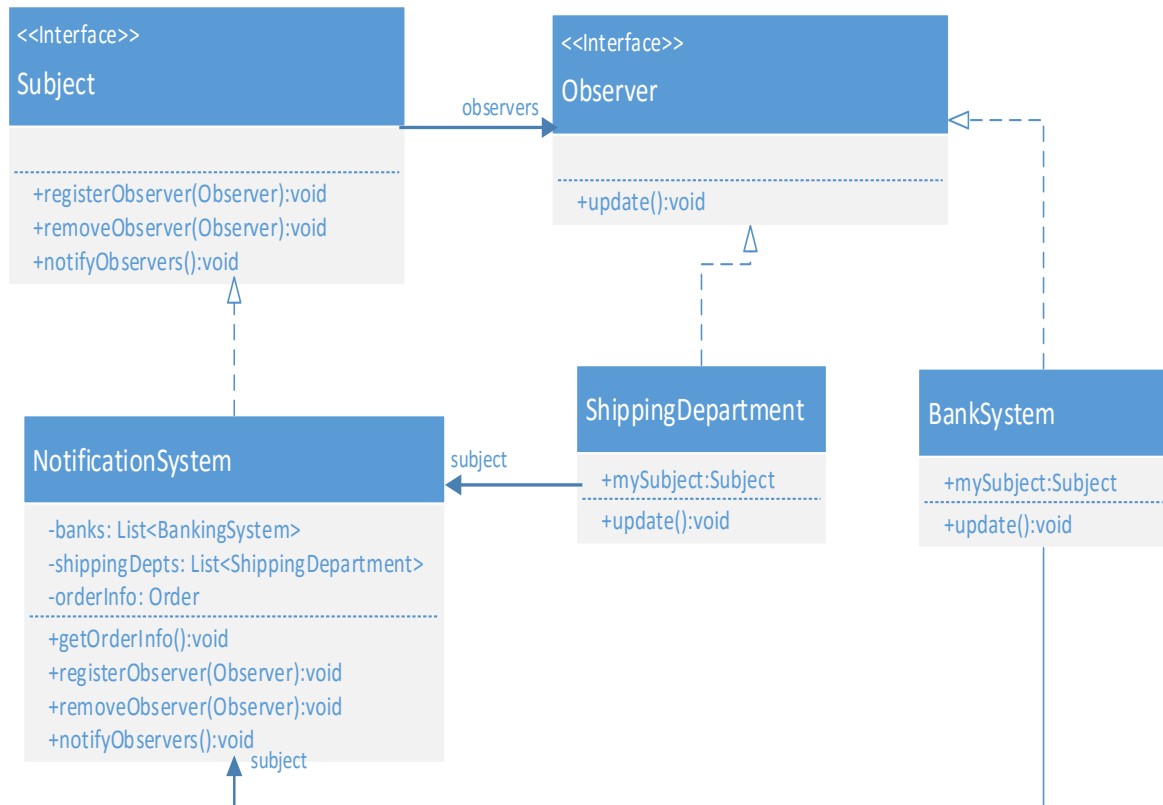 <<Interface>>
Subject
+registerObserver(Observer):void
+removeObserver(Observer):void
+notifyObservers():void
observers
<<Interface>>
Observer
+update():void
NotificationSystem
-banks: List<BankingSystem>
-shippingDepts: List<ShippingDepartment>
-orderInfo: Order
+getOrderInfo():void
+registerObserver(Observer):void
+removeObserver(Observer):void
+notifyObservers():void
subject
ShippingDepartment
+mySubject:Subject
+update():void
BankSystem
+mySubject:Subject
+update():void
subject